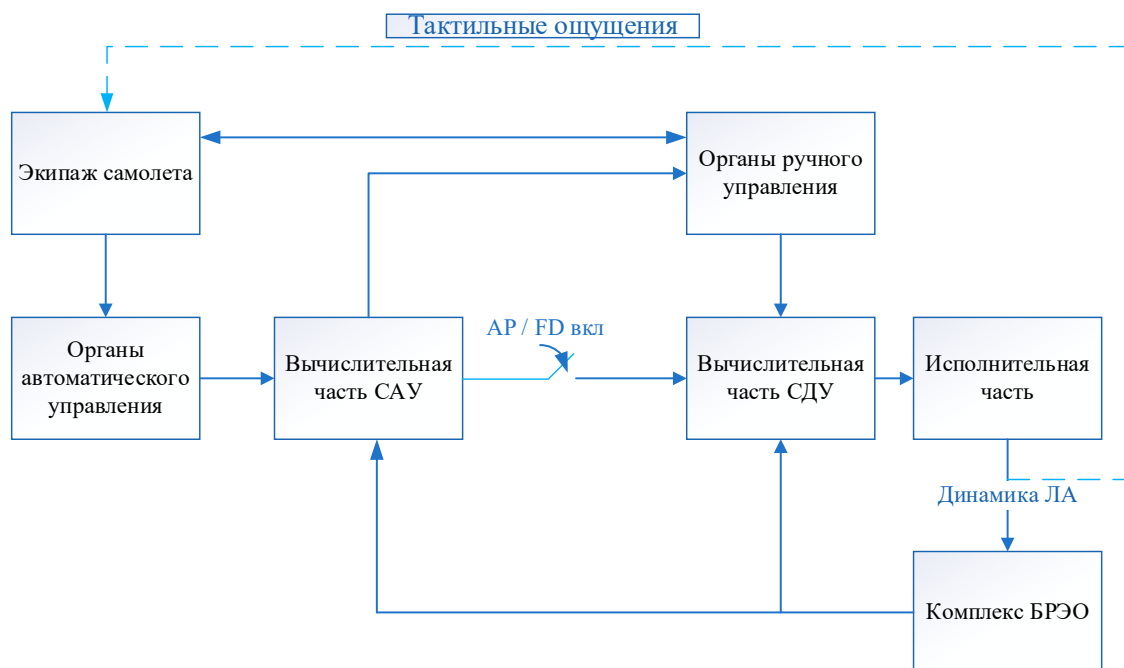 Тактильные ощущения
Экипаж самолета
Органы ручного
управления
AP / FD вкл
Органы
автоматического
управления
Вычислительная
часть САУ
Вычислительная
часть СДУ
Исполнительная
часть
Динамика ЛА
Комплекс БРЭО